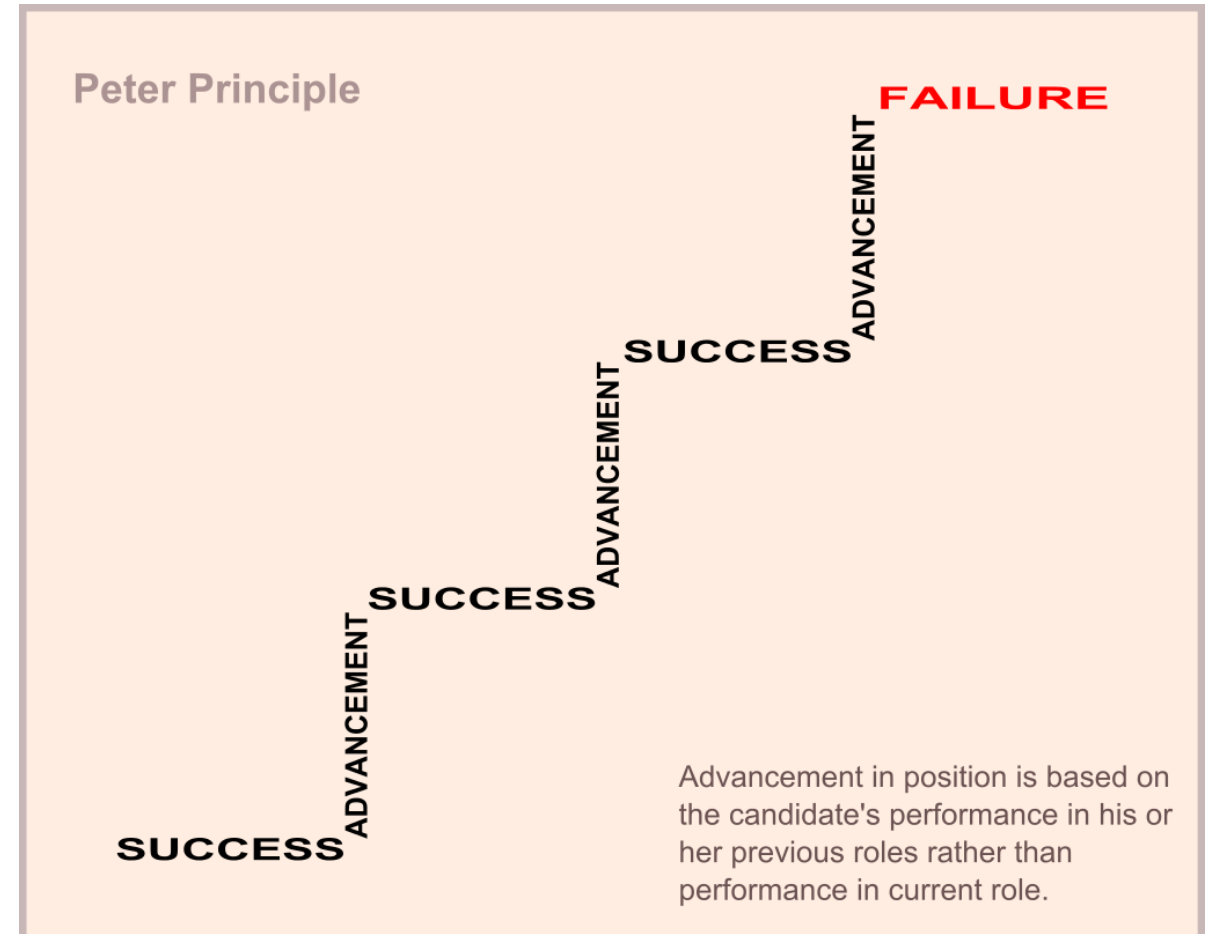 Peter Principle
FAILURE
ADVANCEMENT
SUCCESS
ADVANCEMENT
SUCCESS
ADVANCEMENT
SUCCESS
Advancement in position is based on
the candidate's performance in his or
her previous roles rather than
performance in current role.